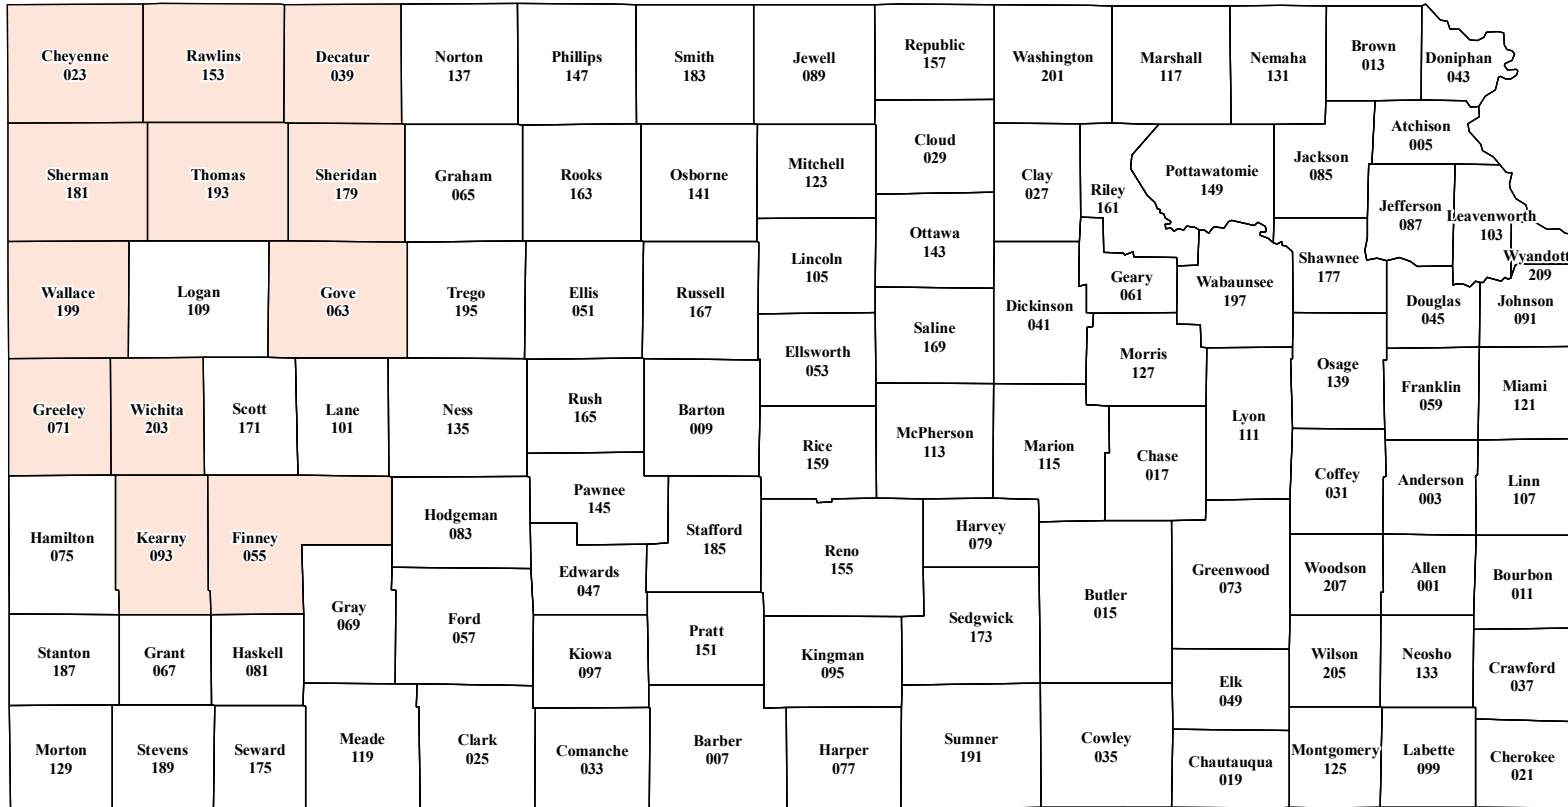 Cheyenne
023
Rawlins
153
Decatur
039
Norton
137
Phillips
147
Smith
183
Jewell
089
Republic
157
Washington
201
Marshall
117
Nemaha
131
Brown
013
Doniphan
043
Sherman
181
Thomas
193
Sheridan
179
Graham
065
Rooks
163
Osborne
141
Mitchell
123
Cloud
029
Clay
027
Riley
161
Pottawatomie
149
Jackson
085
Atchison
005
Jefferson
087
Leavenworth
103
Wyandott
209
Wallace
199
Logan
109
Gove
063
Trego
195
Ellis
051
Russell
167
Lincoln
105
Ottawa
143
Dickinson
041
Geary
061
Wabaunsee
197
Shawnee
177
Douglas
045
Johnson
091
Ellsworth
053
Saline
169
Morris
127
Osage
139
Franklin
059
Miami
121
Greeley
071
Wichita
203
Scott
171
Lane
101
Ness
135
Rush
165
Barton
009
Rice
159
McPherson
113
Marion
115
Chase
017
Lyon
111
Coffey
031
Anderson
003
Linn
107
Hamilton
075
Kearny
093
Finney
055
Hodgeman
083
Pawnee
145
Stafford
185
Reno
155
Harvey
079
Butler
015
Greenwood
073
Woodson
207
Allen
001
Bourbon
011
Gray
069
Ford
057
Edwards
047
Pratt
151
Sedgwick
173
Stanton
187
Grant
067
Haskell
081
Kiowa
097
Kingman
095
Elk
049
Wilson
205
Neosho
133
Crawford
037
Morton
129
Stevens
189
Seward
175
Meade
119
Clark
025
Comanche
033
Barber
007
Harper
077
Sumner
191
Cowley
035
Chautauqua
019
Montgomery
125
Labette
099
Cherokee
021